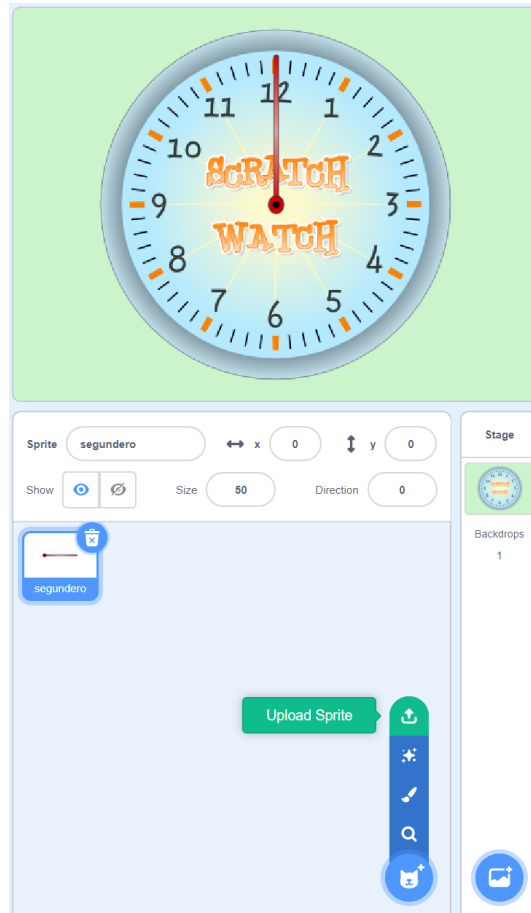 12
11
1
10
2
SCRATCH
9
3
WATCH
8
4
7
5
6
Sprite segundero x 0 y 0
Show Size 50 Direction 0
segundero
Upload Sprite
Stage
Backdrops
1